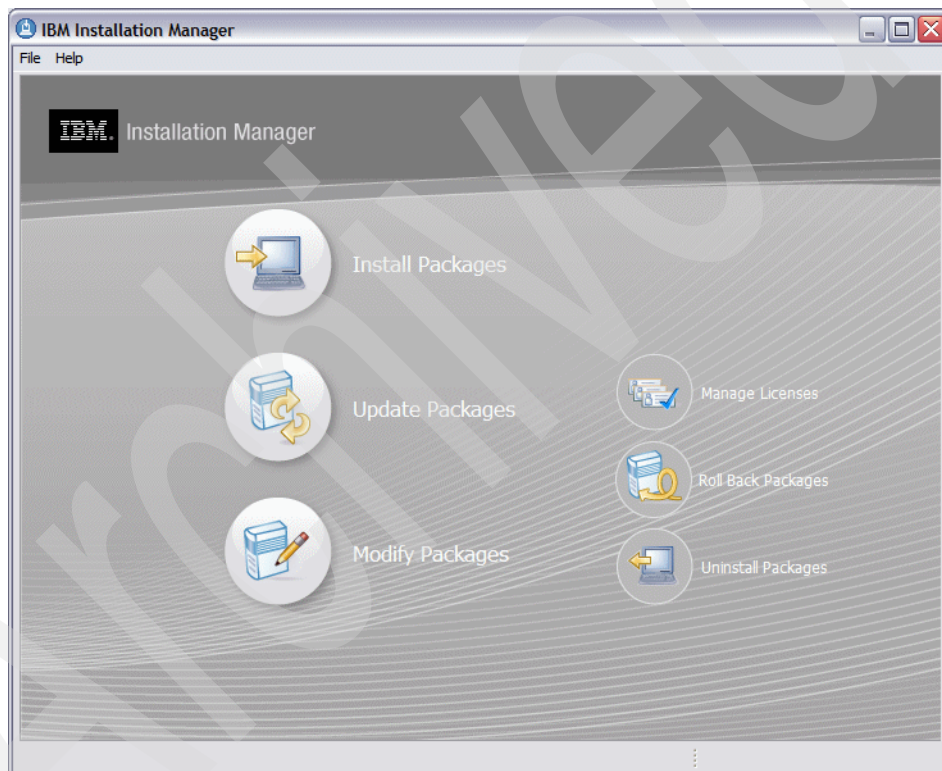 IBM Installation Manager
File Help
IBM. Installation Manager
Install Packages
Update Packages
Modify Packages
Manage Licenses
Roll Back Packages
Uninstall Packages
Archived